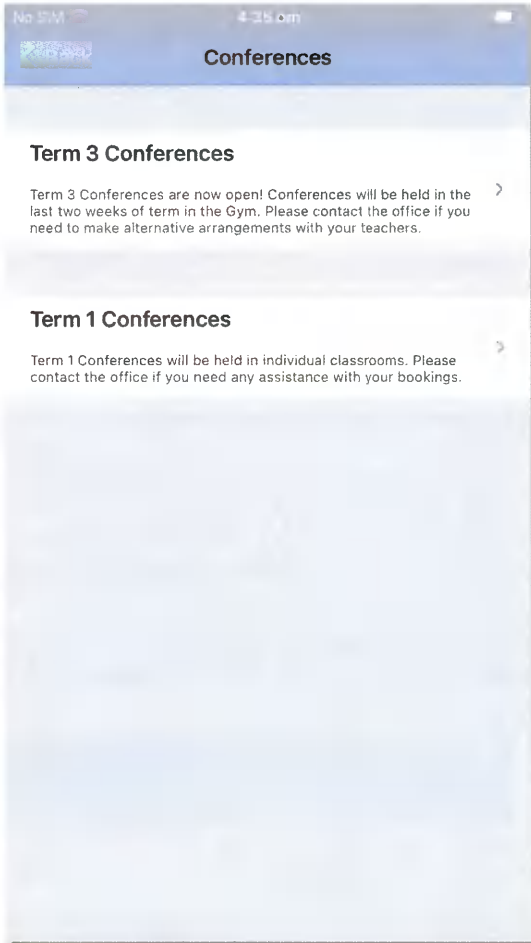 No SIM 4:35 pm
Conferences
Term 3 Conferences
Term 3 Conferences are now open! Conferences will be held in the
last two weeks of term in the Gym. Please contact the office if you
need to make alternative arrangements with your teachers.
Term 1 Conferences
Term 1 Conferences will be held in individual classrooms. Please
contact the office if you need any assistance with your bookings.